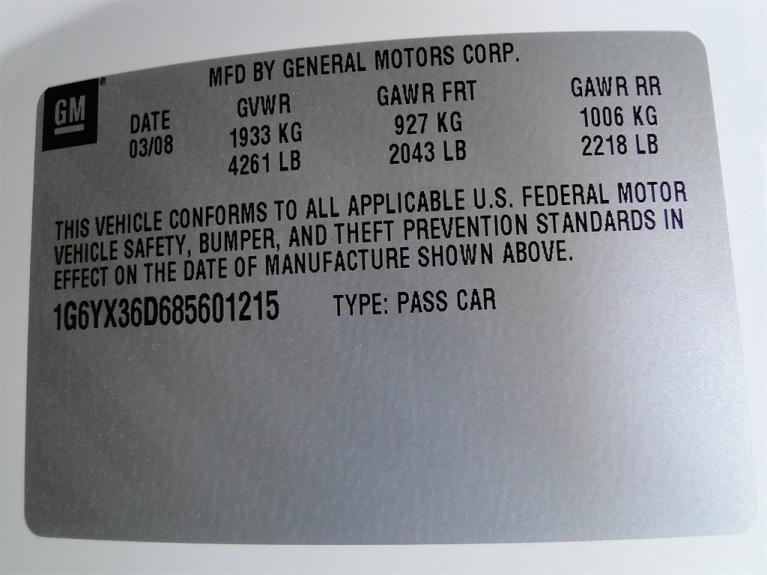 MFD BY GENERAL MOTORS CORP.
GM®
DATE GVWR GAWR FRT GAWR RR
03/08 1933 KG 927 KG 1006 KG
4261 LB 2043 LB 2218 LB
THIS VEHICLE CONFORMS TO ALL APPLICABLE U.S. FEDERAL MOTOR
VEHICLE SAFETY, BUMPER, AND THEFT PREVENTION STANDARDS IN
EFFECT ON THE DATE OF MANUFACTURE SHOWN ABOVE.
1G6YX36D685601215 TYPE: PASS CAR